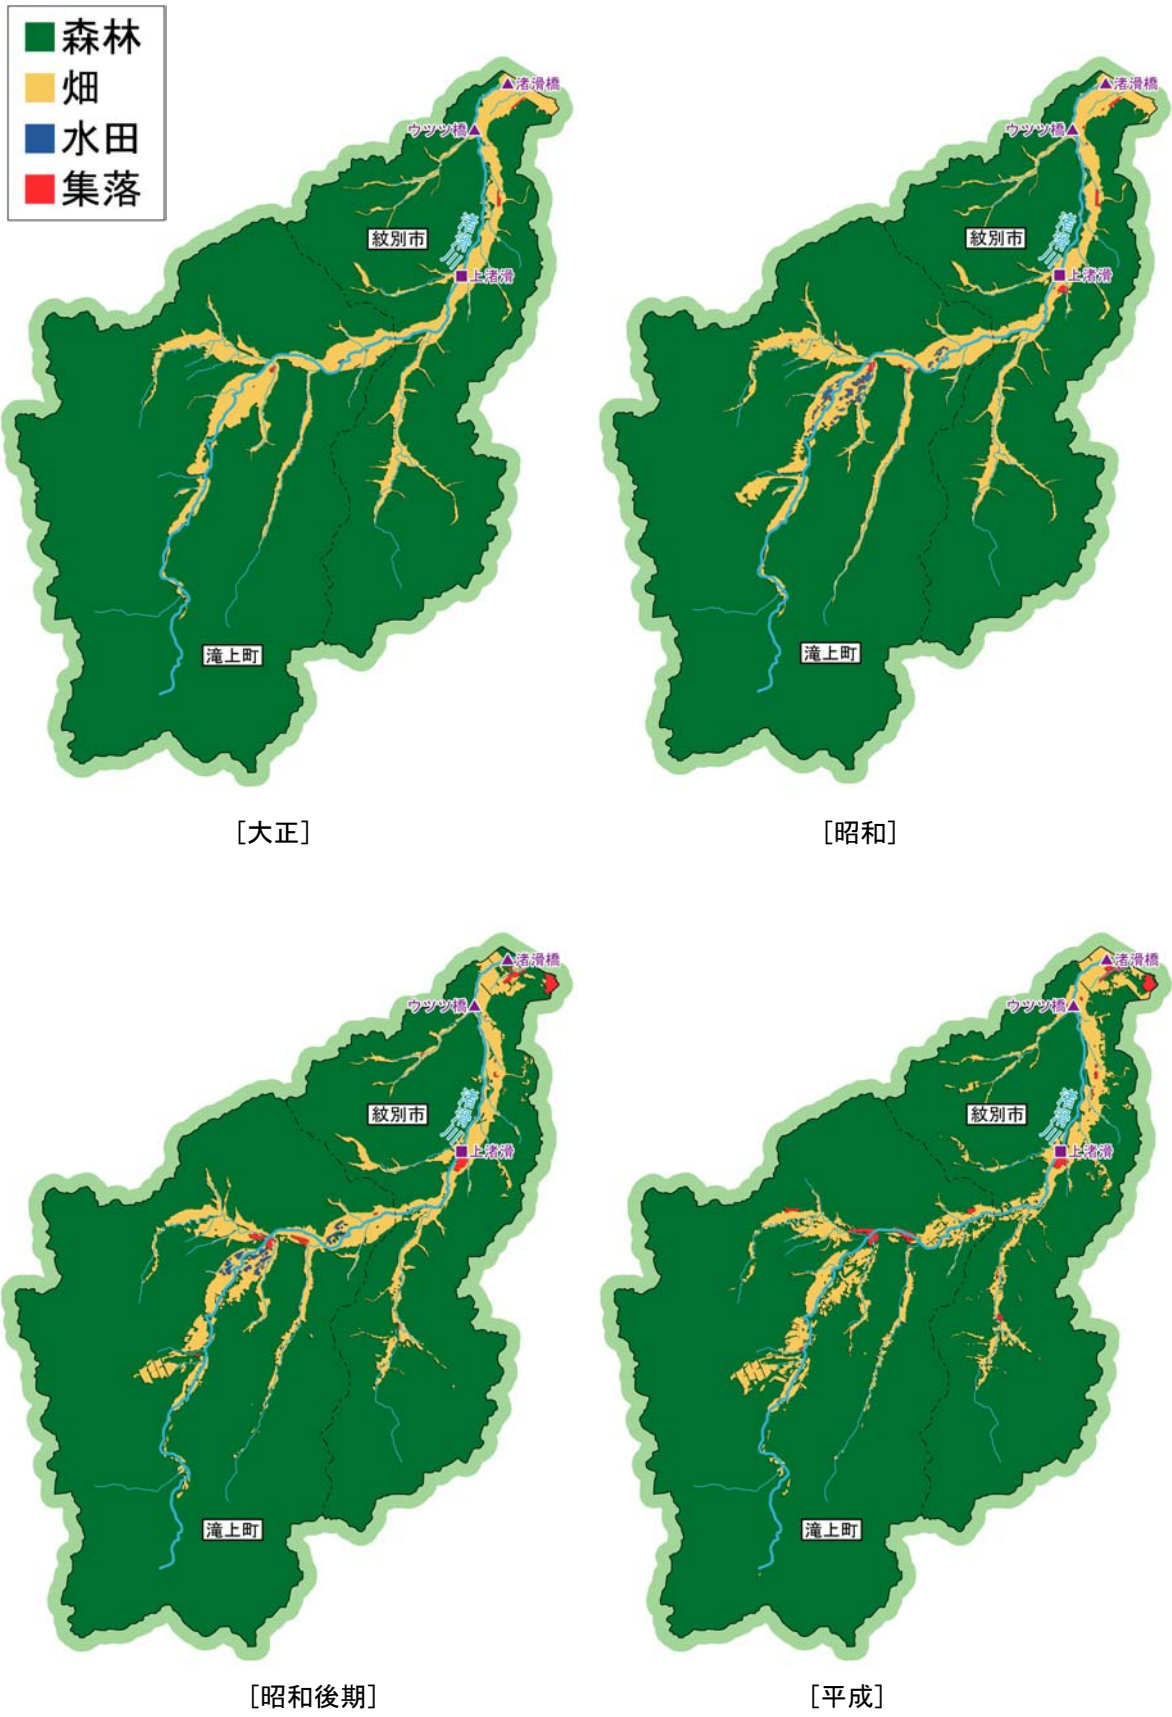 森林
畑
水田
集落
渚滑橋
ウツツ橋
渚滑川
紋別市
上渚滑
滝上町
[大正]
渚滑橋
ウツツ橋
渚滑川
紋別市
上渚滑
滝上町
[昭和]
渚滑橋
ウツツ橋
渚滑川
紋別市
上渚滑
滝上町
[昭和後期]
渚滑橋
ウツツ橋
渚滑川
紋別市
上渚滑
滝上町
[平成]